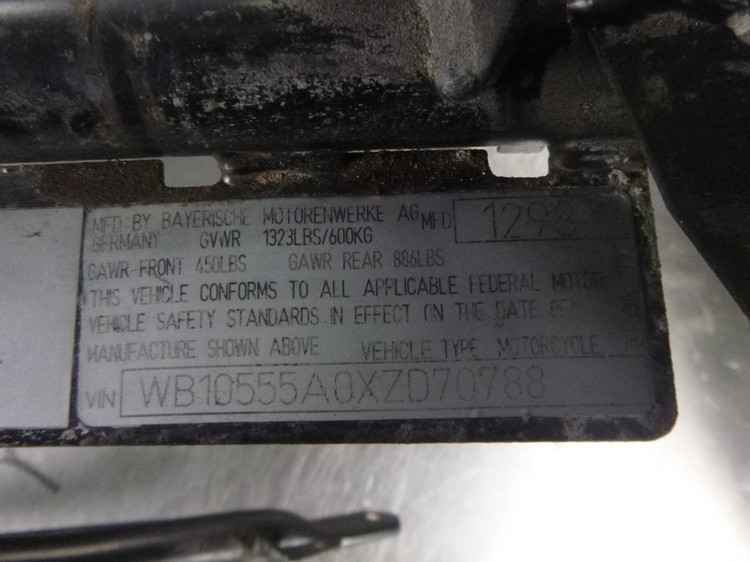 MFD BY BAYERISCHE MOTORENWERKE AG MFD 1298
GERMANY GVWR 1323LBS/600KG
GAWR-FRONT 450LBS GAWR REAR 886LBS
THIS VEHICLE CONFORMS TO ALL APPLICABLE FEDERAL MOTOR
VEHICLE SAFETY STANDARDS IN EFFECT ON THE DATE OF
MANUFACTURE SHOWN ABOVE VEHICLE TYPE MOTORCYCLE
VIN WB10555A0XZD70788